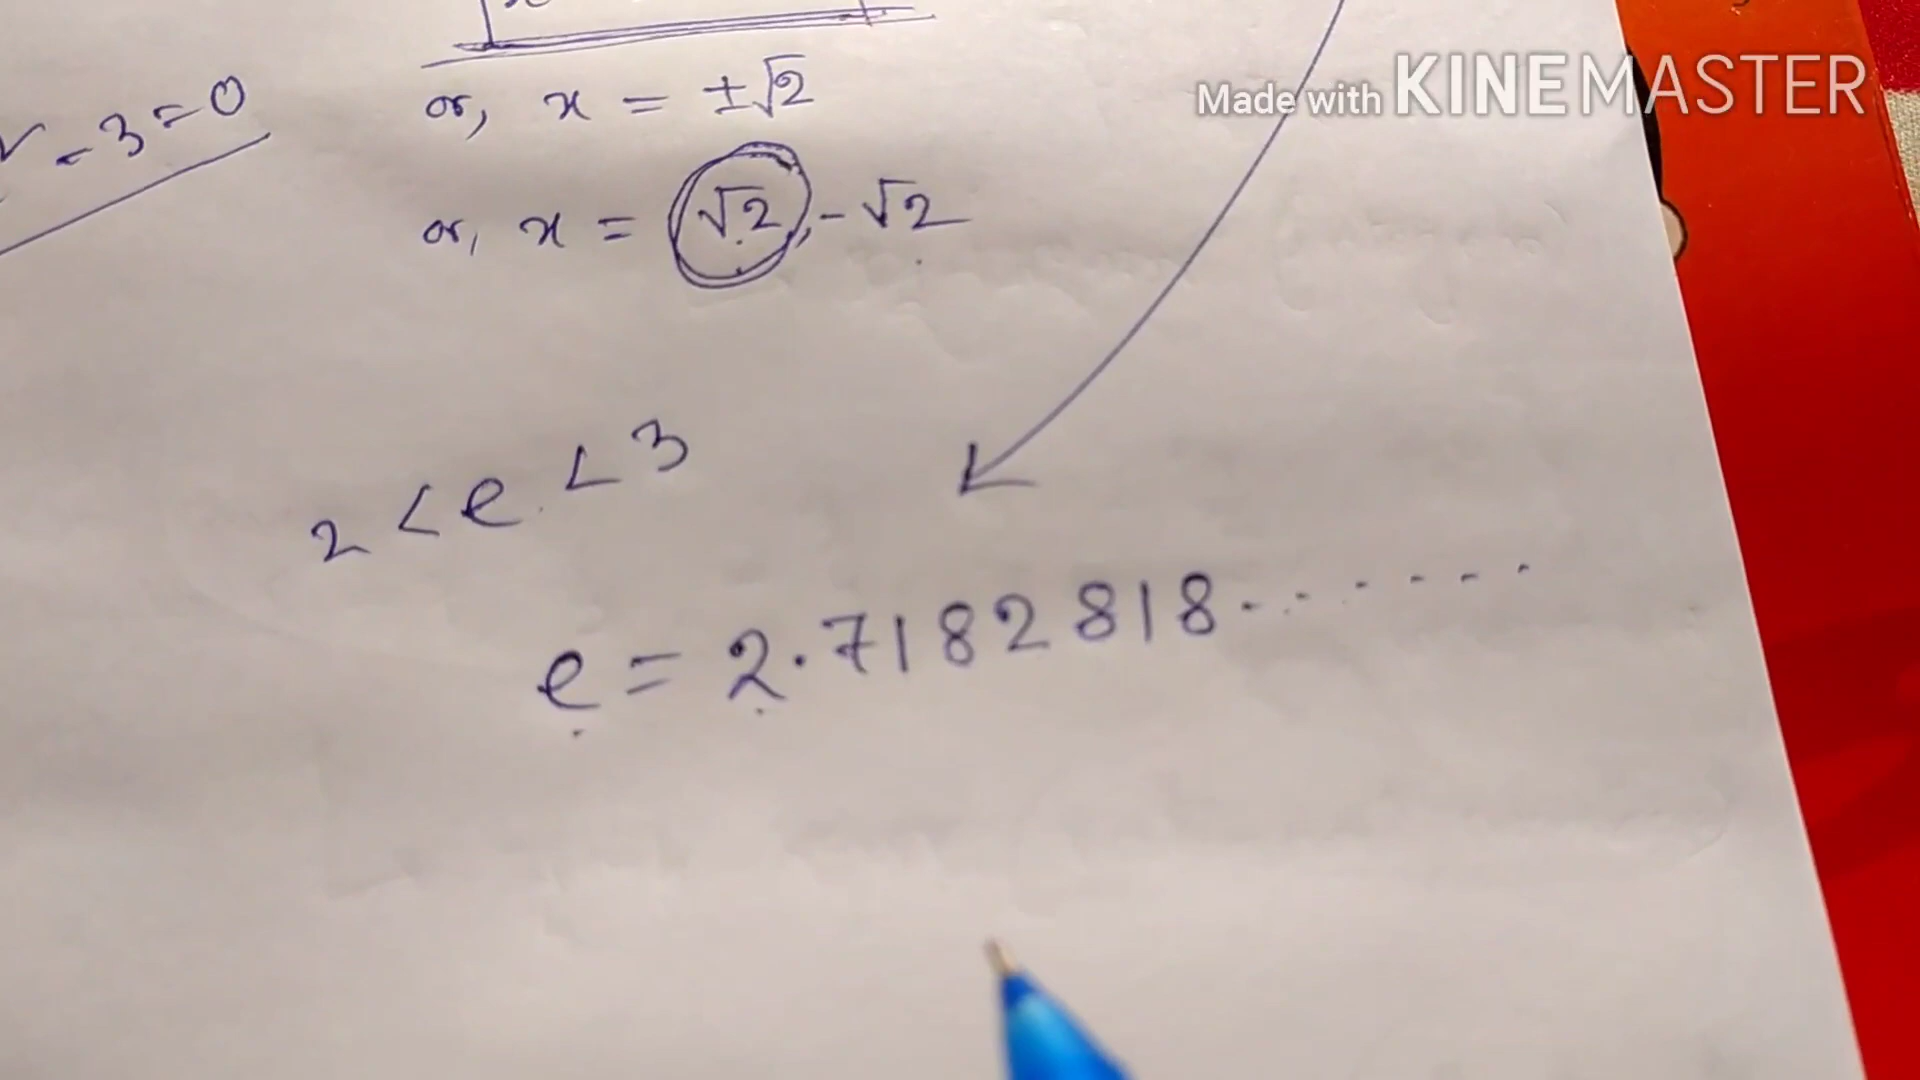 or, x = ±√2
- 3 = 0
or, x = √2, -√2
2 < e < 3
e = 2.7182818.......
Made with KINEMASTER